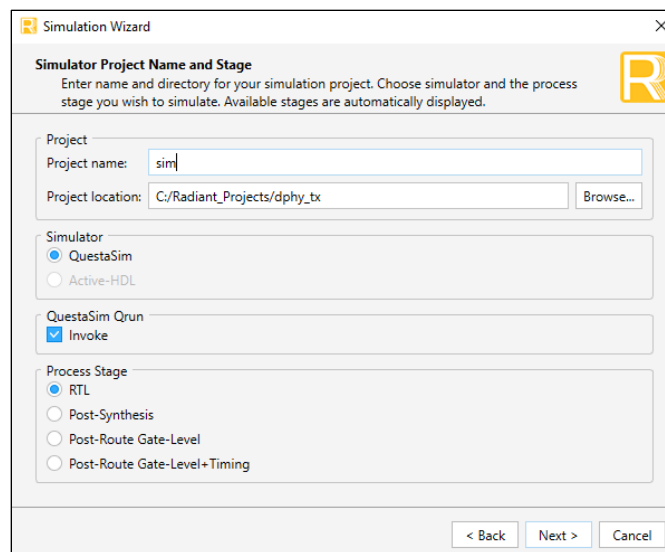 Simulation Wizard
Simulator Project Name and Stage
Enter name and directory for your simulation project. Choose simulator and the process
stage you wish to simulate. Available stages are automatically displayed.
Project
Project name: sim
Project location: C:/Radiant_Projects/dphy_tx Browse...
Simulator
QuestaSim
Active-HDL
QuestaSim Qrun
Invoke
Process Stage
RTL
Post-Synthesis
Post-Route Gate-Level
Post-Route Gate-Level+Timing
< Back Next > Cancel